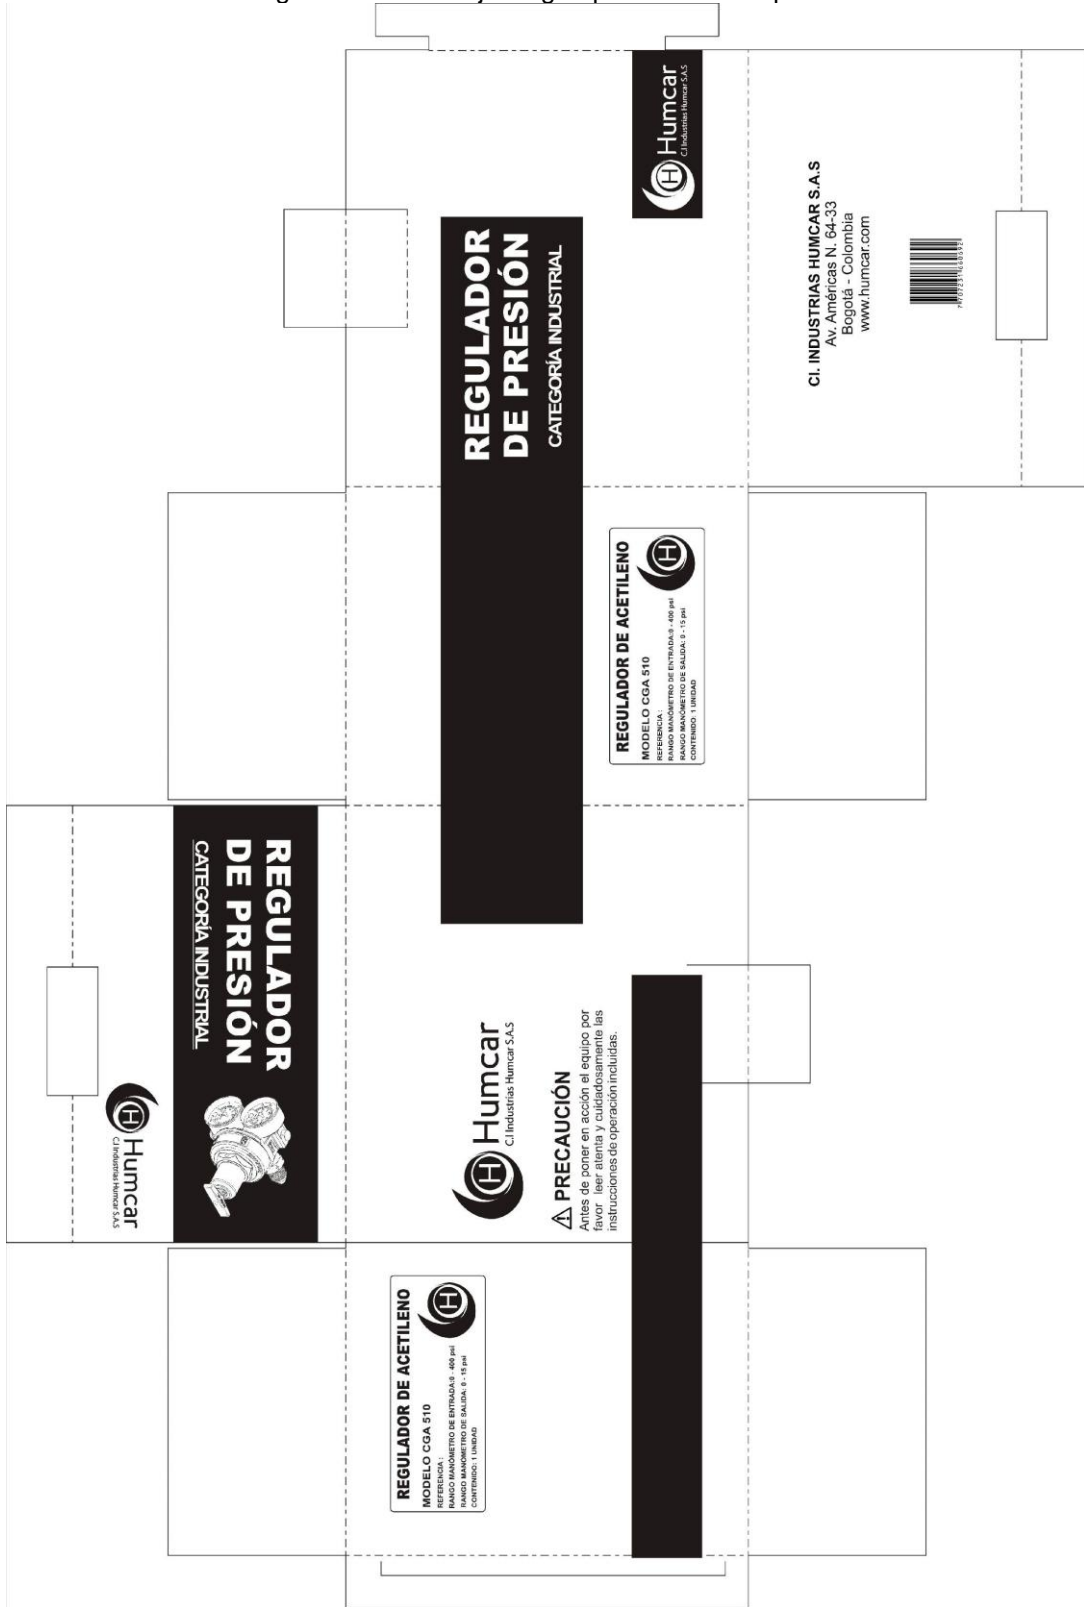 Humcar
C.I Industrias Humcar S.A.S
CI. INDUSTRIAS HUMCAR S.A.S
Av. Américas N. 64-33
Bogotá - Colombia
www.humcar.com
REGULADOR
DE PRESIÓN
CATEGORÍA INDUSTRIAL
REGULADOR DE ACETILENO
H
MODELO CGA 510
REFERENCIA :
RANGO MANÓMETRO DE ENTRADA:0 - 400 psi
RANGO MANÓMETRO DE SALIDA: 0 - 15 psi
CONTENIDO: 1 UNIDAD
REGULADOR
DE PRESIÓN
CATEGORÍA INDUSTRIAL
H Humcar
C.I Industrias Humcar S.A.S
H Humcar
C.I Industrias Humcar S.A.S
PRECAUCIÓN
Antes de poner en acción el equipo por
favor leer atenta y cuidadosamente las
instrucciones de operación incluidas.
REGULADOR DE ACETILENO
H
MODELO CGA 510
REFERENCIA :
RANGO MANÓMETRO DE ENTRADA:0 - 400 psi
RANGO MANÓMETRO DE SALIDA: 0 - 15 psi
CONTENIDO: 1 UNIDAD